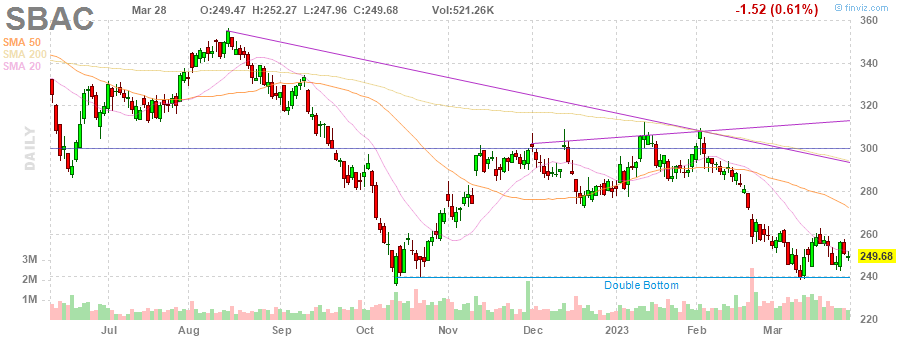 SBAC Mar 28 O:249.47 H:252.27 L:247.96 C:249.68 Vol:521.26K -1.52 (0.61%) © finviz.com
SMA 50
SMA 200
SMA 20
DAILY
360
340
320
300
280
260
249.68
240
220
3M
2M
1M
Double Bottom
Jul Aug Sep Oct Nov Dec 2023 Feb Mar